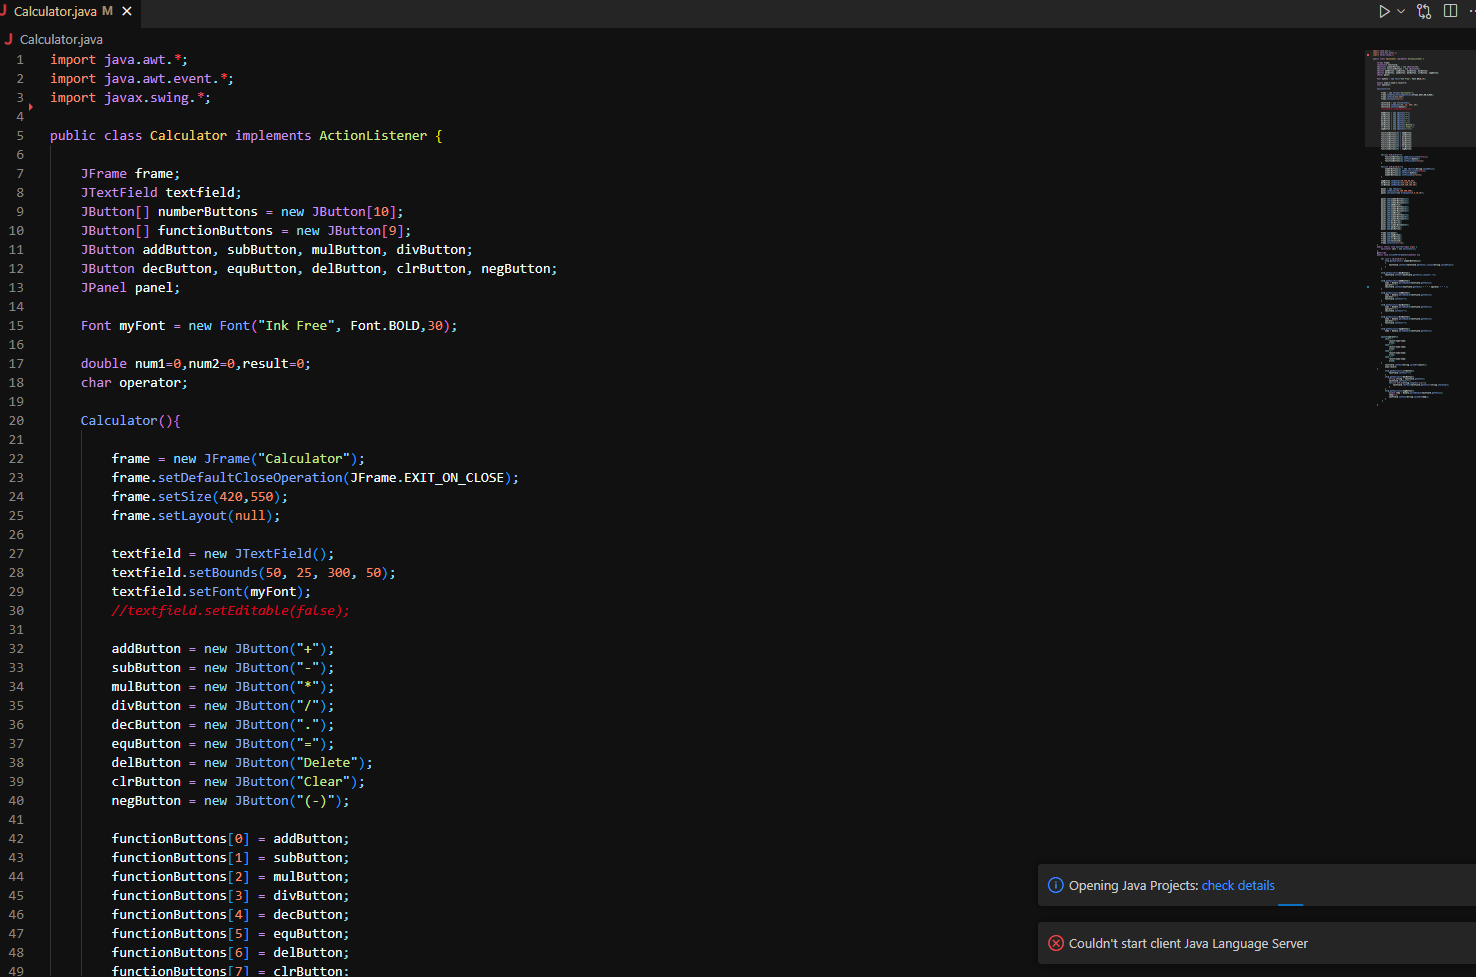 Calculator.java M
Calculator.java
1 import java.awt.*;
2 import java.awt.event.*;
3 import javax.swing.*;
4
5 public class Calculator implements ActionListener {
6
7 JFrame frame;
8 JTextField textfield;
9 JButton[] numberButtons = new JButton[10];
10 JButton[] functionButtons = new JButton[9];
11 JButton addButton, subButton, mulButton, divButton;
12 JButton decButton, equButton, delButton, clrButton, negButton;
13 JPanel panel;
14
15 Font myFont = new Font("Ink Free", Font.BOLD,30);
16
17 double num1=0,num2=0,result=0;
18 char operator;
19
20 Calculator(){
21
22 frame = new JFrame("Calculator");
23 frame.setDefaultCloseOperation(JFrame.EXIT_ON_CLOSE);
24 frame.setSize(420,550);
25 frame.setLayout(null);
26
27 textfield = new JTextField();
28 textfield.setBounds(50, 25, 300, 50);
29 textfield.setFont(myFont);
30 //textfield.setEditable(false);
31
32 addButton = new JButton("+");
33 subButton = new JButton("-");
34 mulButton = new JButton("*");
35 divButton = new JButton("/");
36 decButton = new JButton(".");
37 equButton = new JButton("=");
38 delButton = new JButton("Delete");
39 clrButton = new JButton("Clear");
40 negButton = new JButton("(-)");
41
42 functionButtons[0] = addButton;
43 functionButtons[1] = subButton;
44 functionButtons[2] = mulButton;
45 functionButtons[3] = divButton;
46 functionButtons[4] = decButton;
47 functionButtons[5] = equButton;
48 functionButtons[6] = delButton;
49 functionButtons[7] = clrButton;
Opening Java Projects: check details
Couldn't start client Java Language Server